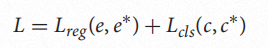 L = L_{reg}(e, e^*) + L_{cls}(c, c^*)